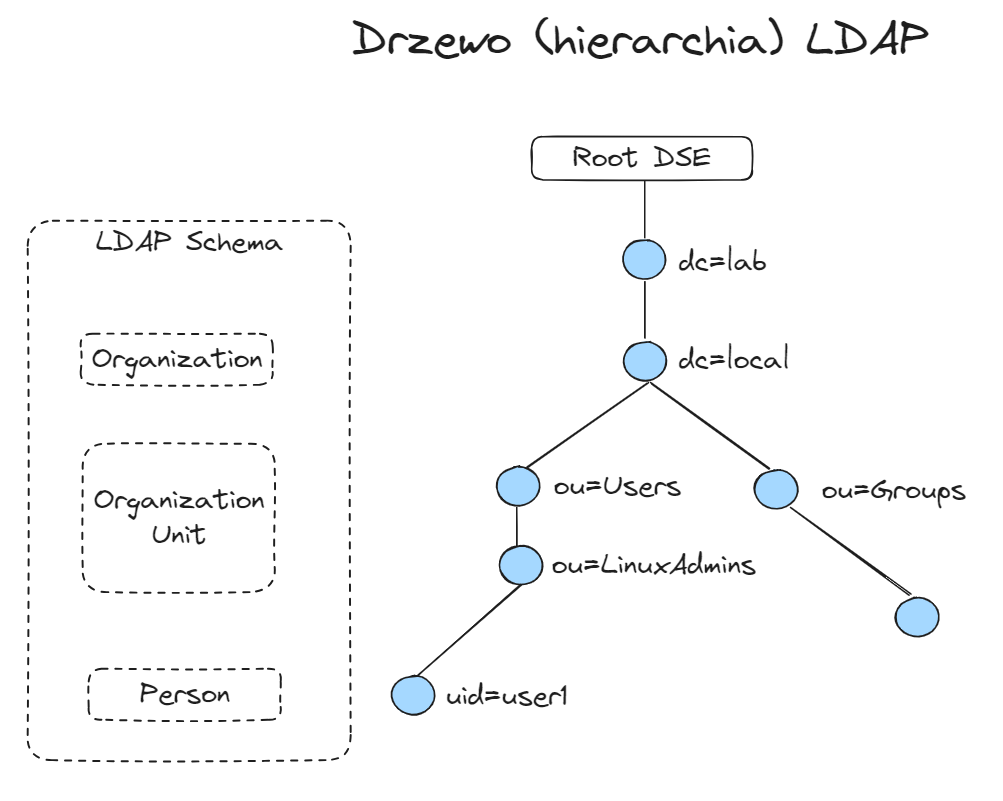 Drzewo (hierarchia) LDAP
Root DSE
LDAP Schema
dc=lab
Organization
dc=local
Organization
Unit
ou=Users
ou=Groups
ou=LinuxAdmins
Person
uid=user1